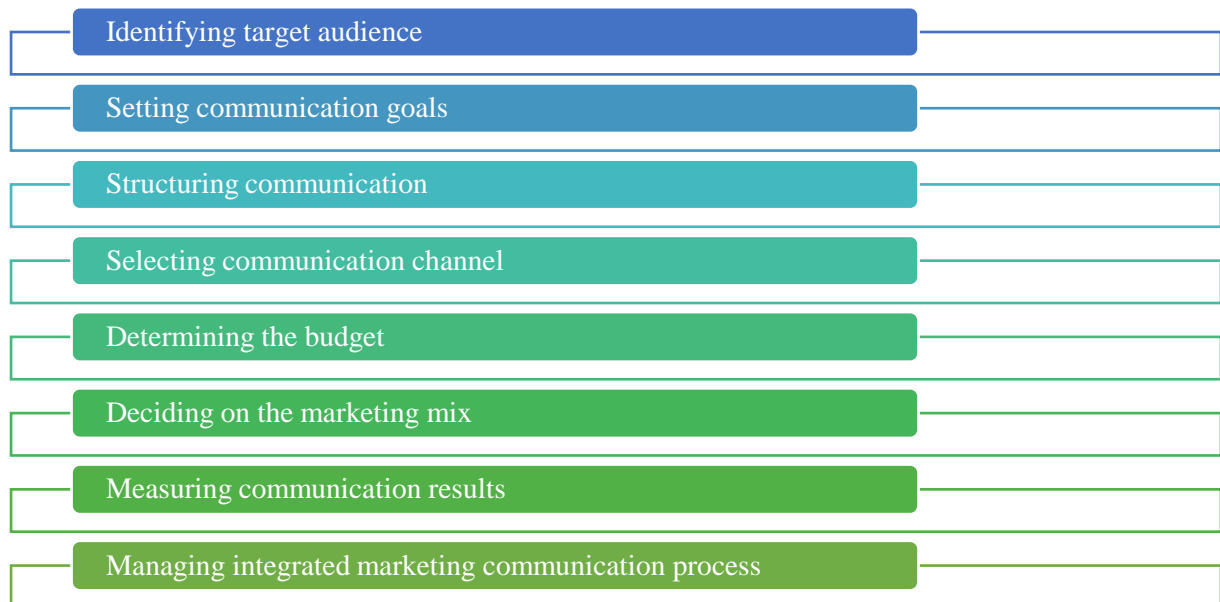 Identifying target audience
Setting communication goals
Structuring communication
Selecting communication channel
Determining the budget
Deciding on the marketing mix
Measuring communication results
Managing integrated marketing communication process